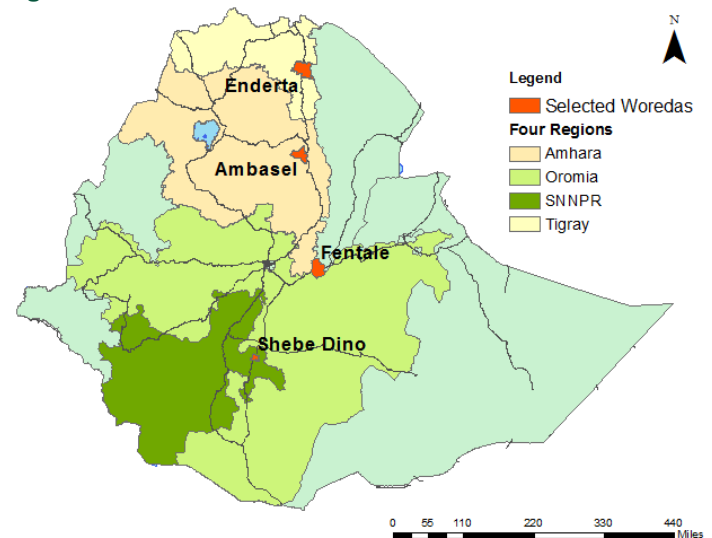 N
Legend
Selected Woredas
Four Regions
Amhara
Oromia
SNNPR
Tigray
Enderta
Ambasel
Fentale
Shebe Dino
0 55 110 220 330 440
Miles